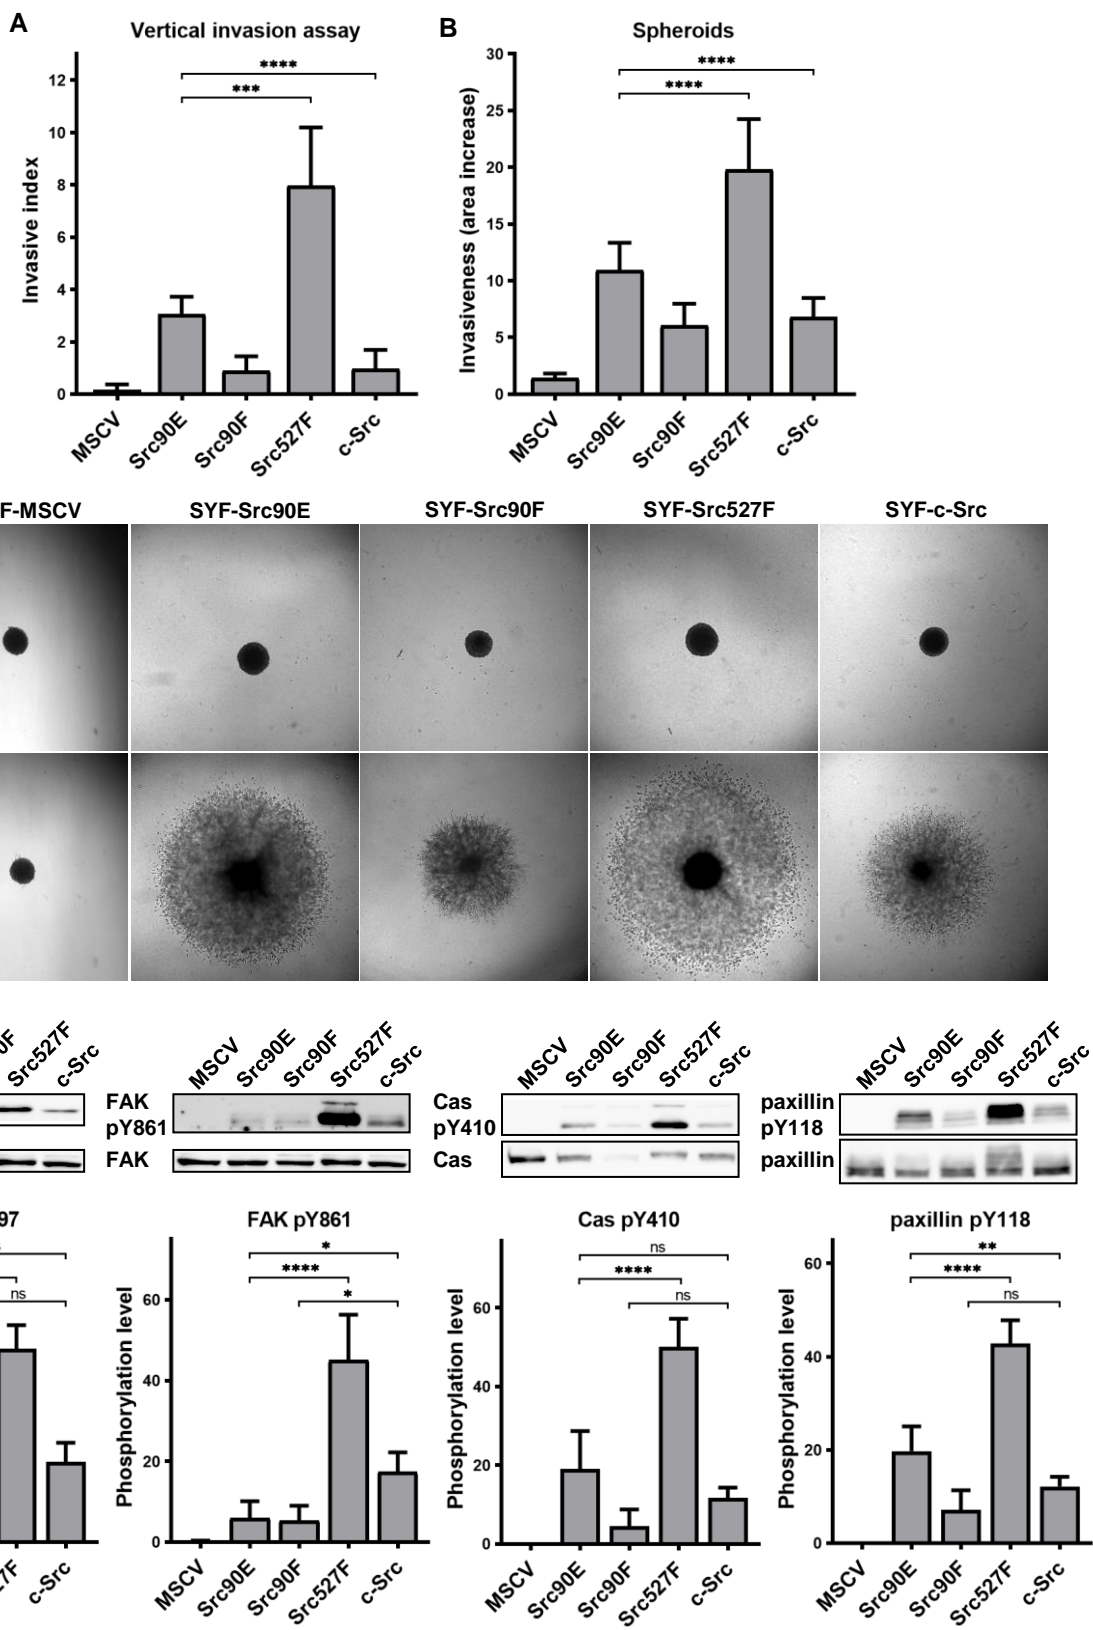 A
Vertical invasion assay
Invasive index
12
10
8
6
4
2
0
****
***
MSCV
Src90E
Src90F
Src527F
c-Src
B
Spheroids
Invasiveness (area increase)
30
25
20
15
10
5
0
****
****
MSCV
Src90E
Src90F
Src527F
c-Src
F-MSCV
SYF-Src90E
SYF-Src90F
SYF-Src527F
SYF-c-Src
0F
Src527F
c-Src
MSCV
Src90E
Src90F
Src527F
c-Src
FAK
pY861
FAK
MSCV
Src90E
Src90F
Src527F
c-Src
Cas
pY410
Cas
MSCV
Src90E
Src90F
Src527F
c-Src
paxillin
pY118
paxillin
97
ns
27F
c-Src
FAK pY861
Phosphorylation level
60
40
20
0
*
****
*
MSCV
Src90E
Src90F
Src527F
c-Src
Cas pY410
Phosphorylation level
60
40
20
0
ns
****
ns
MSCV
Src90E
Src90F
Src527F
c-Src
paxillin pY118
Phosphorylation level
60
40
20
0
**
****
ns
MSCV
Src90E
Src90F
Src527F
c-Src